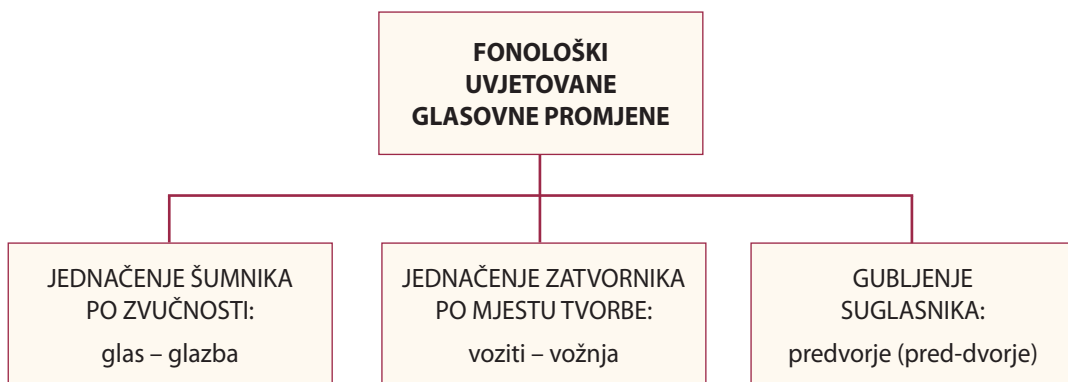 FONOLOŠKI
UVJETOVANE
GLASOVNE PROMJENE
JEDNAČENJE ŠUMNIKA
PO ZVUČNOSTI:
glas – glazba
JEDNAČENJE ZATVORNIKA
PO MJESTU TVORBE:
voziti – vožnja
GUBLJENJE
SUGLASNIKA:
predvorje (pred-dvorje)